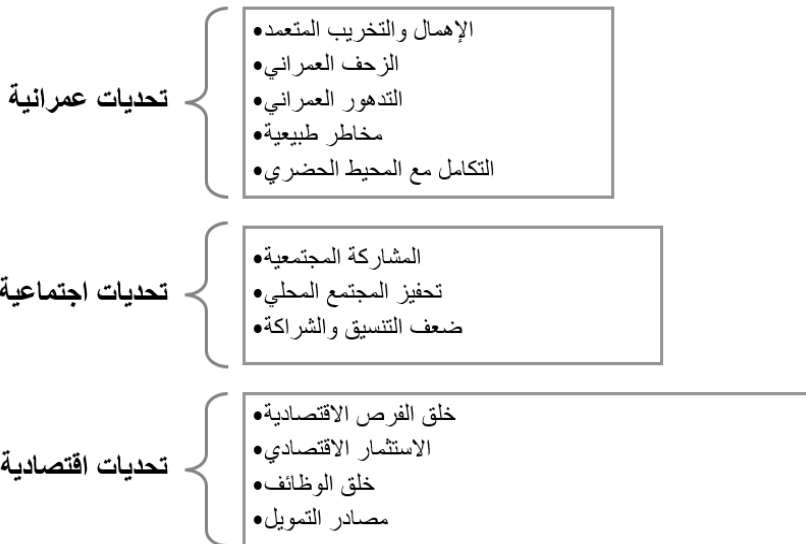 تحديات عمرانية
•الإهمال والتخريب المتعمد
•الزحف العمراني
•التدهور العمراني
•مخاطر طبيعية
•التكامل مع المحيط الحضري
تحديات اجتماعية
•المشاركة المجتمعية
•تحفيز المجتمع المحلي
•ضعف التنسيق والشراكة
تحديات اقتصادية
•خلق الفرص الاقتصادية
•الاستثمار الاقتصادي
•خلق الوظائف
•مصادر التمويل